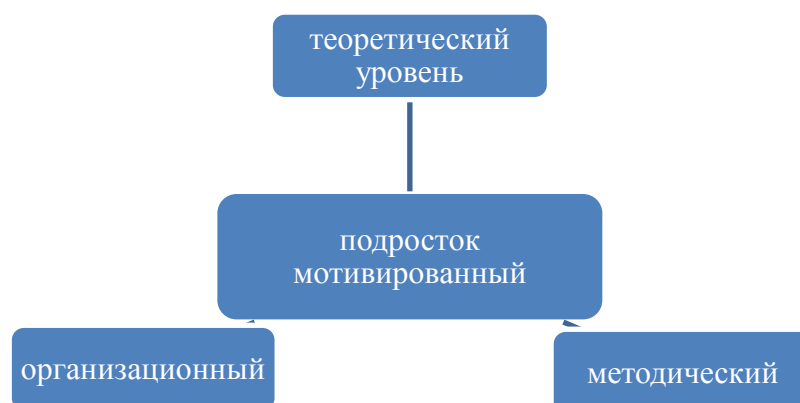 теоретический
уровень
подросток
мотивированный
организационный
методический